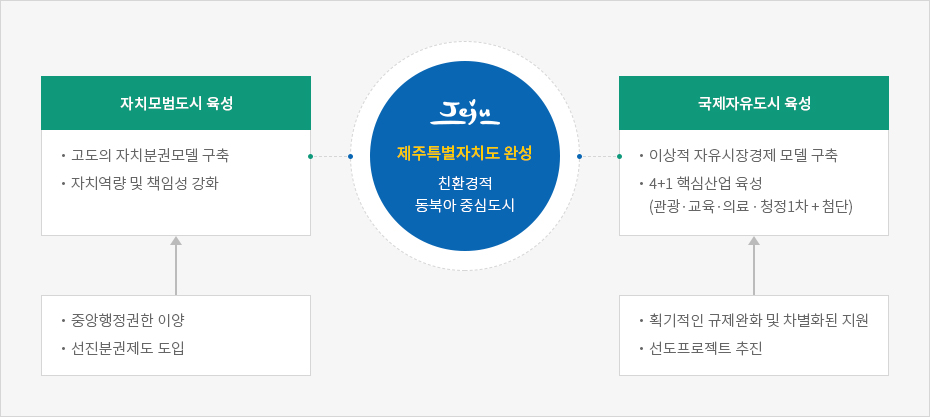 자치모범도시 육성
· 고도의 자치분권모델 구축
· 자치역량 및 책임성 강화
· 중앙행정권한 이양
· 선진분권제도 도입
Jeju
제주특별자치도 완성
친환경적
동북아 중심도시
국제자유도시 육성
· 이상적 자유시장경제 모델 구축
· 4+1 핵심산업 육성
(관광·교육·의료·청정1차 + 첨단)
· 획기적인 규제완화 및 차별화된 지원
· 선도프로젝트 추진